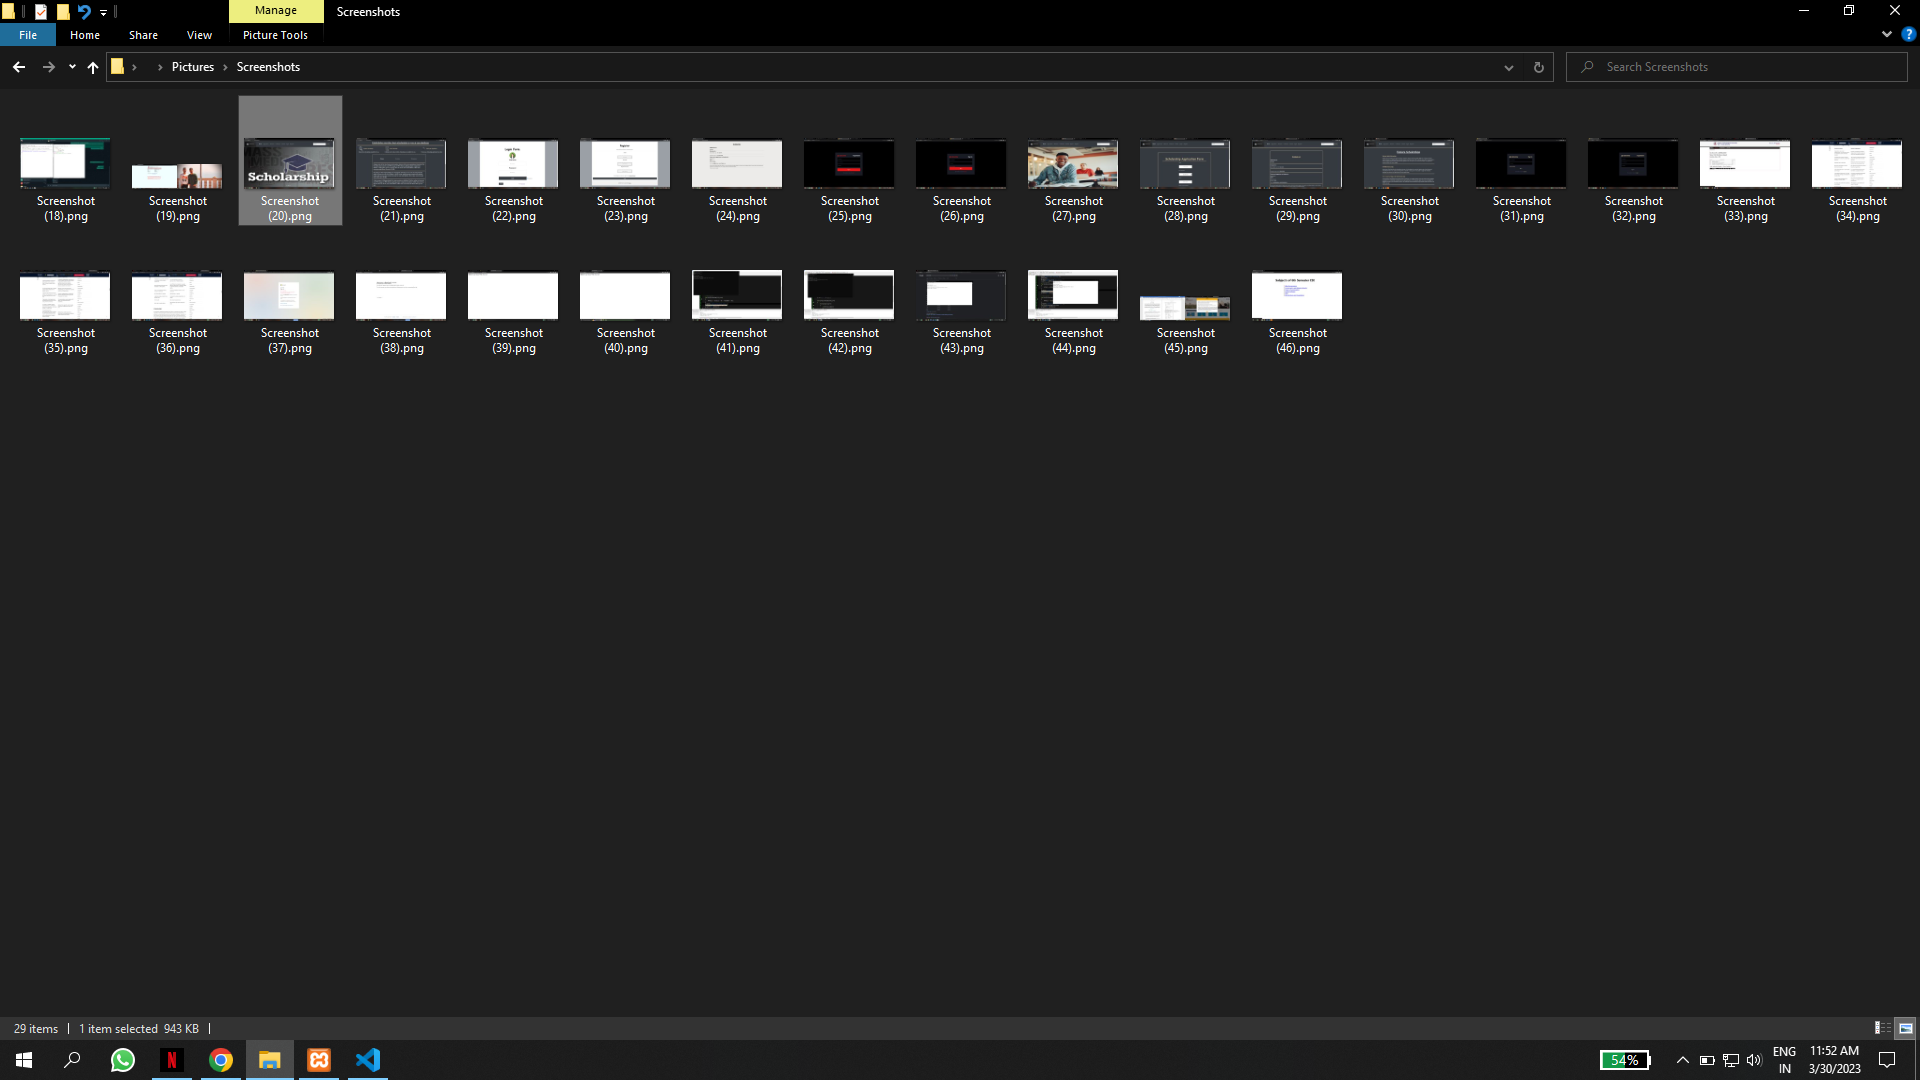 Manage
Screenshots
File
Home
Share
View
Picture Tools
Pictures
Screenshots
Search Screenshots
Scholarship
Screenshot
(18).png
Screenshot
(19).png
Screenshot
(20).png
Screenshot
(21).png
Screenshot
(22).png
Screenshot
(23).png
Screenshot
(24).png
Screenshot
(25).png
Screenshot
(26).png
Screenshot
(27).png
Screenshot
(28).png
Screenshot
(29).png
Screenshot
(30).png
Screenshot
(31).png
Screenshot
(32).png
Screenshot
(33).png
Screenshot
(34).png
Screenshot
(35).png
Screenshot
(36).png
Screenshot
(37).png
Screenshot
(38).png
Screenshot
(39).png
Screenshot
(40).png
Screenshot
(41).png
Screenshot
(42).png
Screenshot
(43).png
Screenshot
(44).png
Screenshot
(45).png
Screenshot
(46).png
29 items
1 item selected 943 KB
54%
ENG
IN
11:52 AM
3/30/2023